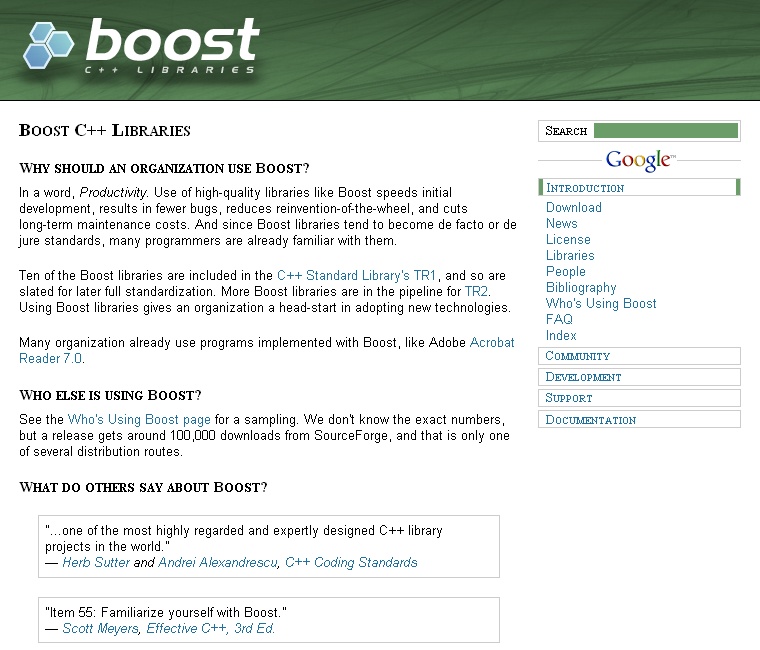 boost
C++ LIBRARIES
Boost C++ Libraries
Why should an organization use Boost?
In a word, Productivity. Use of high-quality libraries like Boost speeds initial
development, results in fewer bugs, reduces reinvention-of-the-wheel, and cuts
long-term maintenance costs. And since Boost libraries tend to become de facto or de
jure standards, many programmers are already familiar with them.
Ten of the Boost libraries are included in the C++ Standard Library's TR1, and so are
slated for later full standardization. More Boost libraries are in the pipeline for TR2.
Using Boost libraries gives an organization a head-start in adopting new technologies.
Many organization already use programs implemented with Boost, like Adobe Acrobat
Reader 7.0.
Who else is using Boost?
See the Who's Using Boost page for a sampling. We don't know the exact numbers,
but a release gets around 100,000 downloads from SourceForge, and that is only one
of several distribution routes.
What do others say about Boost?
"...one of the most highly regarded and expertly designed C++ library
projects in the world."
— Herb Sutter and Andrei Alexandrescu, C++ Coding Standards
"Item 55: Familiarize yourself with Boost."
— Scott Meyers, Effective C++, 3rd Ed.
Search
Google™
Introduction
Download
News
License
Libraries
People
Bibliography
Who's Using Boost
FAQ
Index
Community
Development
Support
Documentation